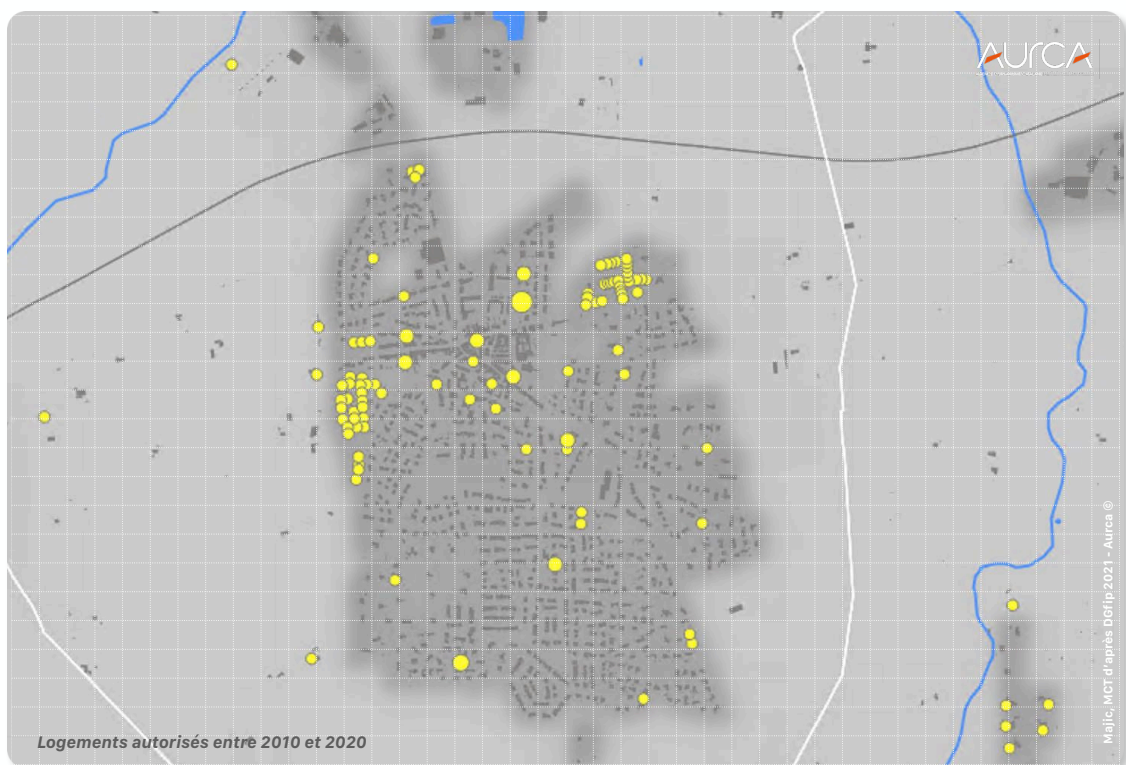 AURCA
Logements autorisés entre 2010 et 2020
Majic, MCT d'après DGfip 2021 - Aurca ©